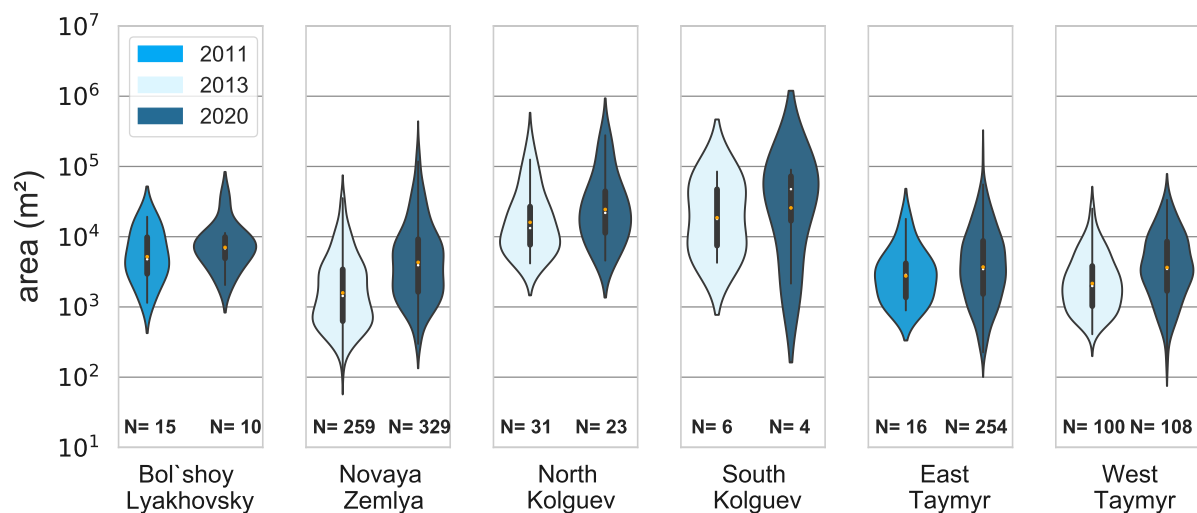 10⁷
10⁶
10⁵
10⁴
10³
10²
10¹
area (m²)
2011
2013
2020
N= 15 N= 10
N= 259 N= 329
N= 31 N= 23
N= 6 N= 4
N= 16 N= 254
N= 100 N= 108
Bol`shoy
Lyakhovsky
Novaya
Zemlya
North
Kolguev
South
Kolguev
East
Taymyr
West
Taymyr